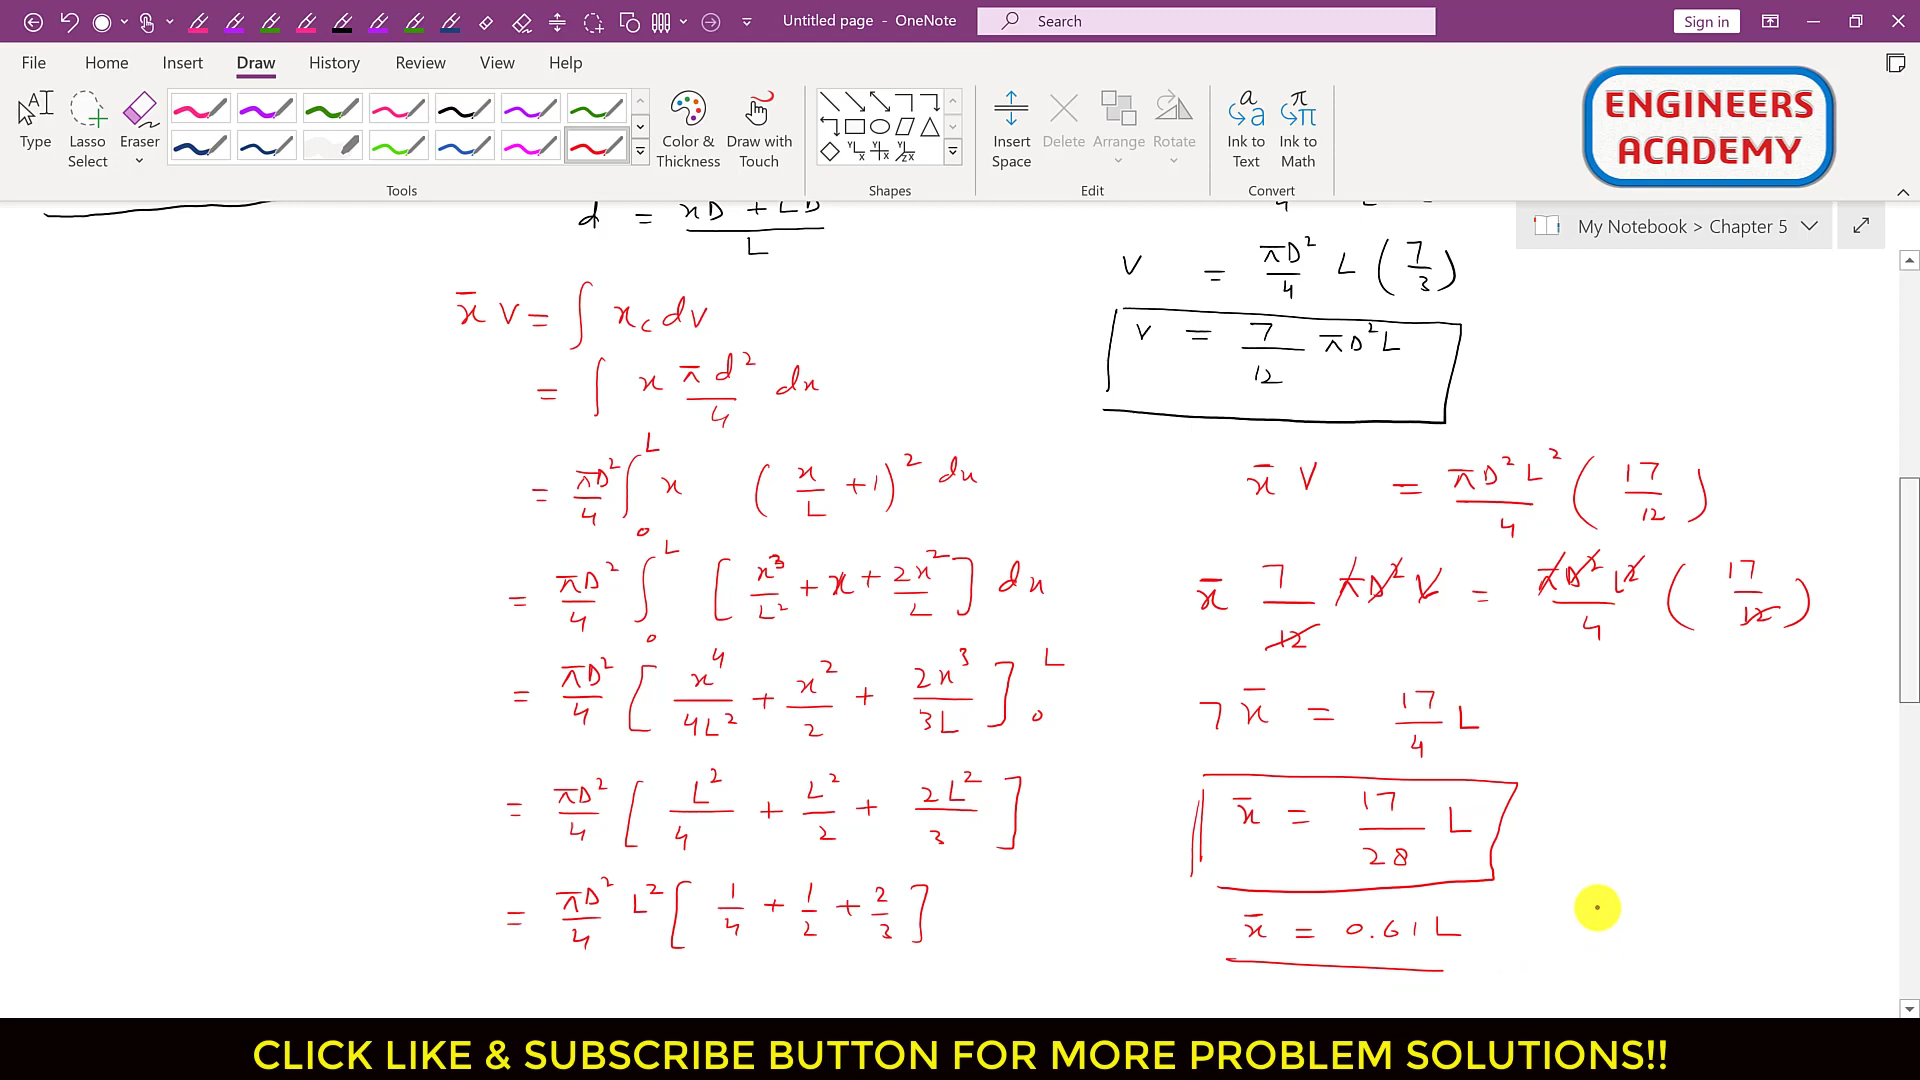 Untitled page - OneNote
Search
Sign in
File Home Insert Draw History Review View Help
Type
Lasso Select
Eraser
Color & Thickness
Draw with Touch
Insert Space
Delete
Arrange
Rotate
Ink to Text
Ink to Math
Tools
Shapes
Edit
Convert
ENGINEERS
ACADEMY
My Notebook > Chapter 5
d = (xD + LD)/L
x̄ V = ∫ x_c dV
= ∫ x πd²/4 dx
= πD²/4 ∫₀ᴸ x (x/L + 1)² dx
= πD²/4 ∫₀ᴸ [x³/L² + x + 2x²/L] dx
= πD²/4 [x⁴/4L² + x²/2 + 2x³/3L]₀ᴸ
= πD²/4 [L²/4 + L²/2 + 2L²/3]
= πD²/4 L² [1/4 + 1/2 + 2/3]
V = πD²/4 L (7/3)
V = 7/12 πD²L
x̄ V = πD²L²/4 (17/12)
x̄ 7/12 πD²L = πD²L²/4 (17/12)
7 x̄ = 17/4 L
x̄ = 17/28 L
x̄ = 0.61 L
CLICK LIKE & SUBSCRIBE BUTTON FOR MORE PROBLEM SOLUTIONS!!